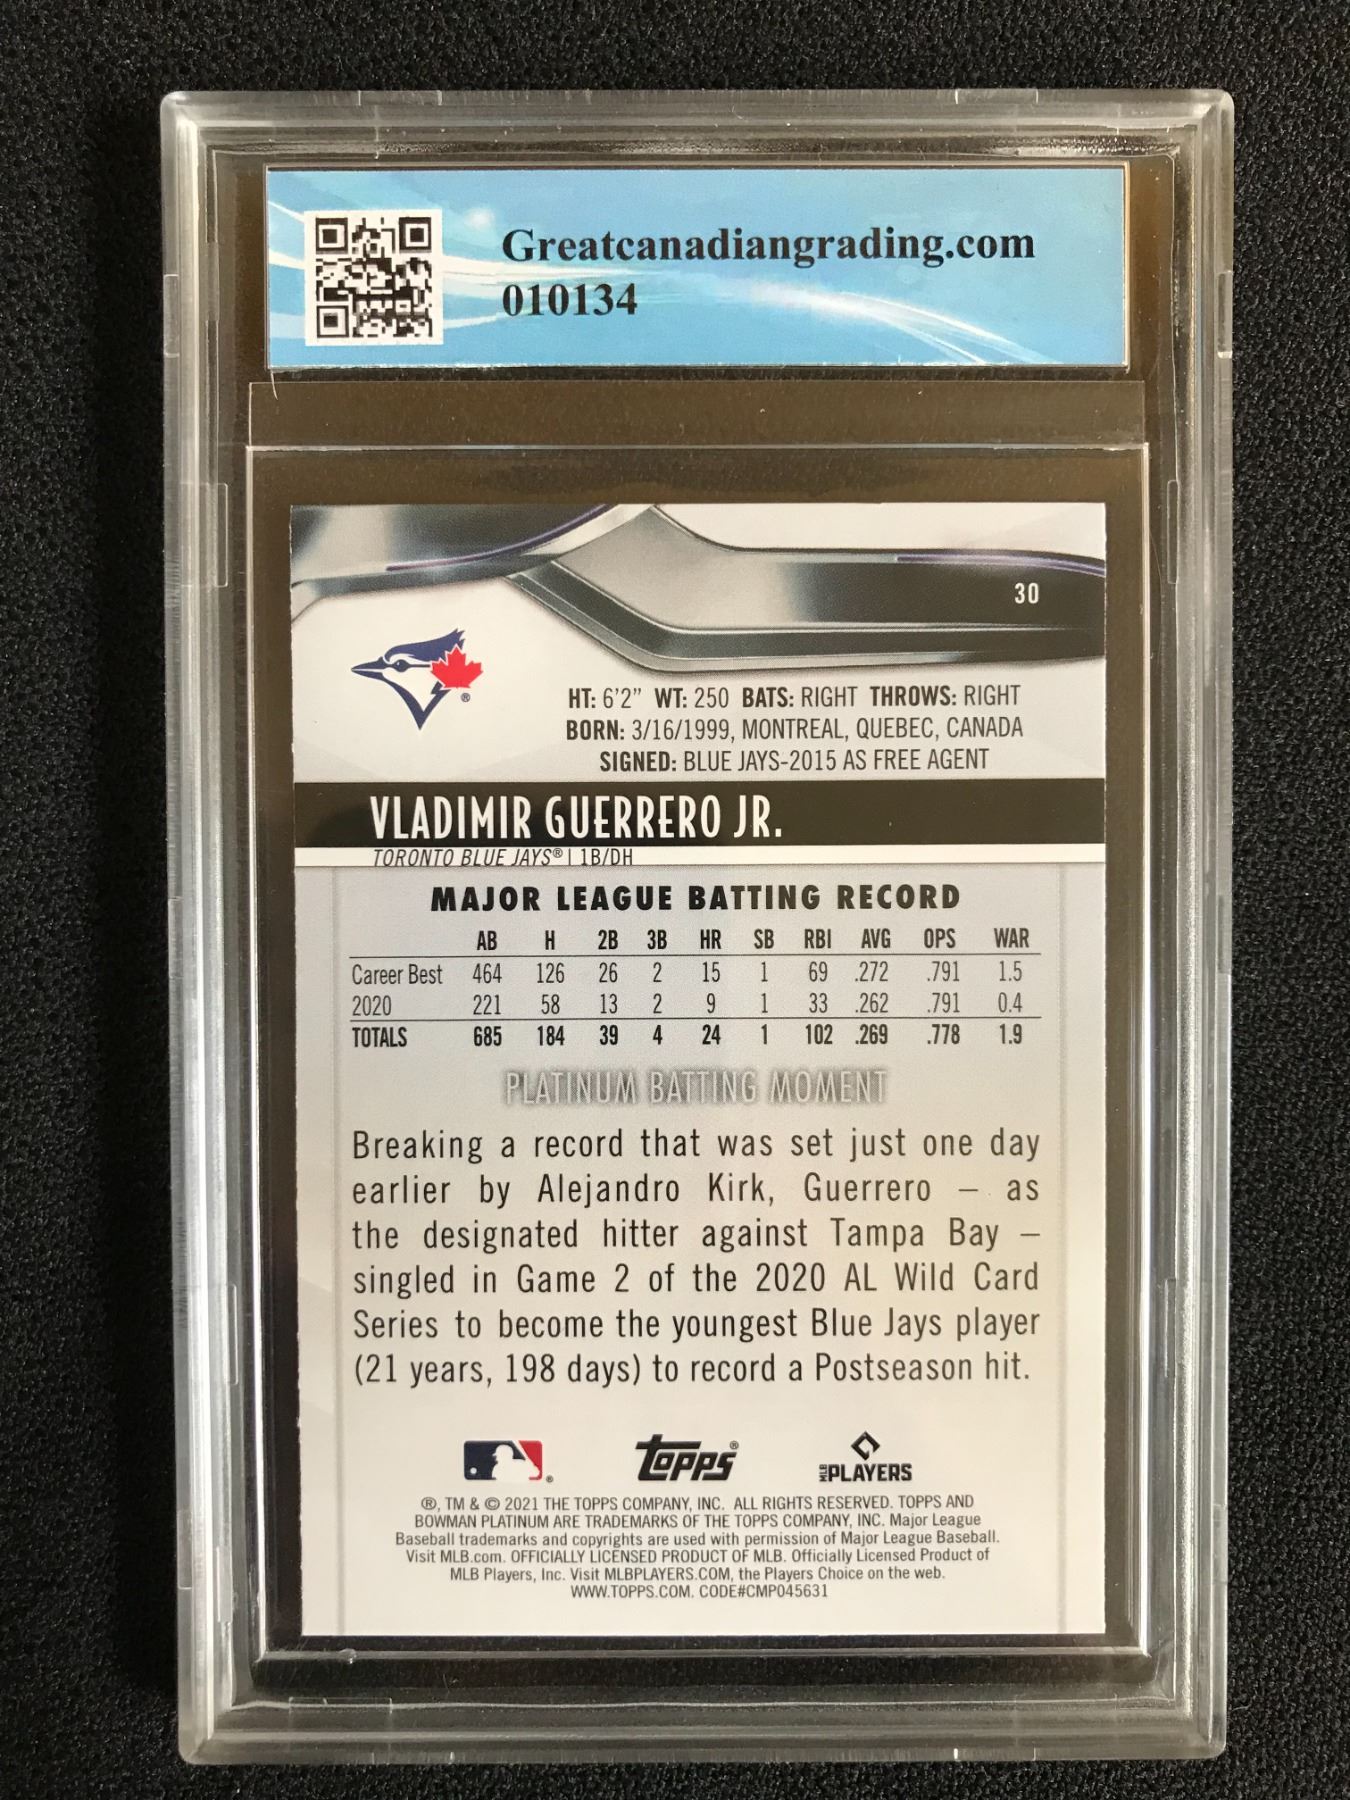 Greatcanadiangrading.com
010134
30
HT: 6'2" WT: 250 BATS: RIGHT THROWS: RIGHT
BORN: 3/16/1999, MONTREAL, QUEBEC, CANADA
SIGNED: BLUE JAYS-2015 AS FREE AGENT
VLADIMIR GUERRERO JR.
TORONTO BLUE JAYS® | 1B/DH
MAJOR LEAGUE BATTING RECORD
AB H 2B 3B HR SB RBI AVG OPS WAR
Career Best 464 126 26 2 15 1 69 .272 .791 1.5
2020 221 58 13 2 9 1 33 .262 .791 0.4
TOTALS 685 184 39 4 24 1 102 .269 .778 1.9
PLATINUM BATTING MOMENT
Breaking a record that was set just one day
earlier by Alejandro Kirk, Guerrero – as
the designated hitter against Tampa Bay –
singled in Game 2 of the 2020 AL Wild Card
Series to become the youngest Blue Jays player
(21 years, 198 days) to record a Postseason hit.
topps® MLB PLAYERS
®, TM & © 2021 THE TOPPS COMPANY, INC. ALL RIGHTS RESERVED. TOPPS AND
BOWMAN PLATINUM ARE TRADEMARKS OF THE TOPPS COMPANY, INC. Major League
Baseball trademarks and copyrights are used with permission of Major League Baseball.
Visit MLB.com. OFFICIALLY LICENSED PRODUCT OF MLB. Officially Licensed Product of
MLB Players, Inc. Visit MLBPLAYERS.COM, the Players Choice on the web.
WWW.TOPPS.COM. CODE#CMP045631